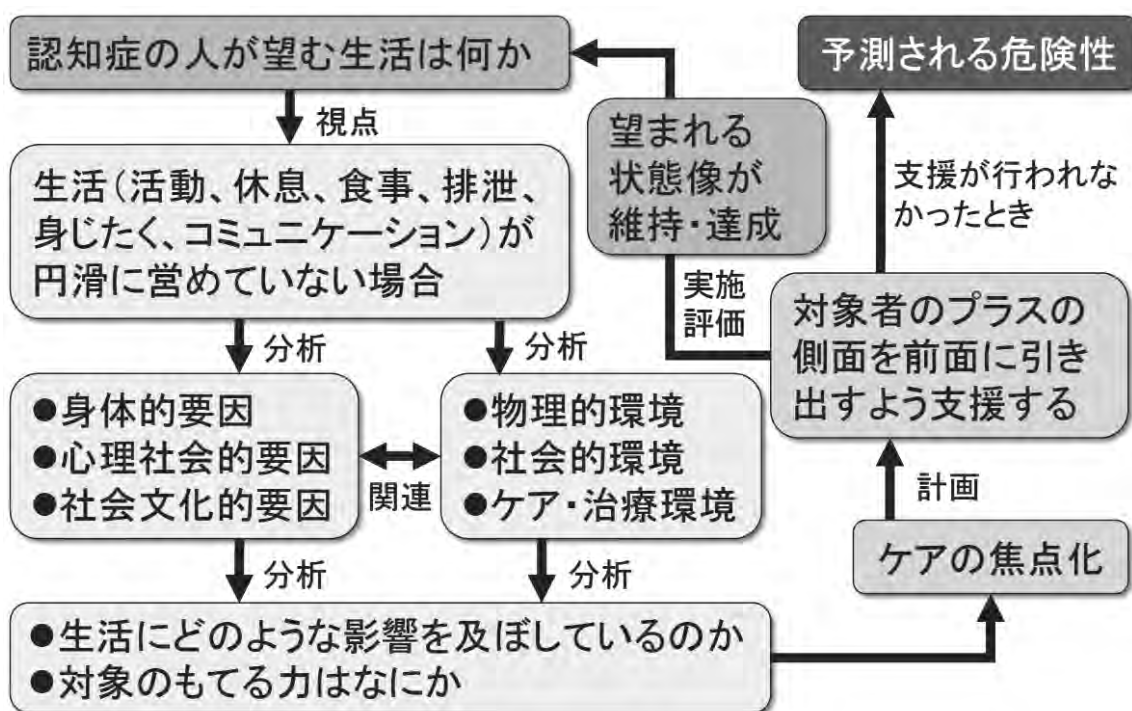 認知症の人が望む生活は何か
視点
生活（活動、休息、食事、排泄、
身じたく、コミュニケーション）が
円滑に営めていない場合
分析
分析
●身体的要因
●心理社会的要因
●社会文化的要因
関連
●物理的環境
●社会的環境
●ケア・治療環境
分析
分析
●生活にどのような影響を及ぼしているのか
●対象のもてる力はなにか
ケアの焦点化
計画
対象者のプラスの
側面を前面に引き
出すよう支援する
実施
評価
望まれる
状態像が
維持・達成
支援が行われな
かったとき
予測される危険性